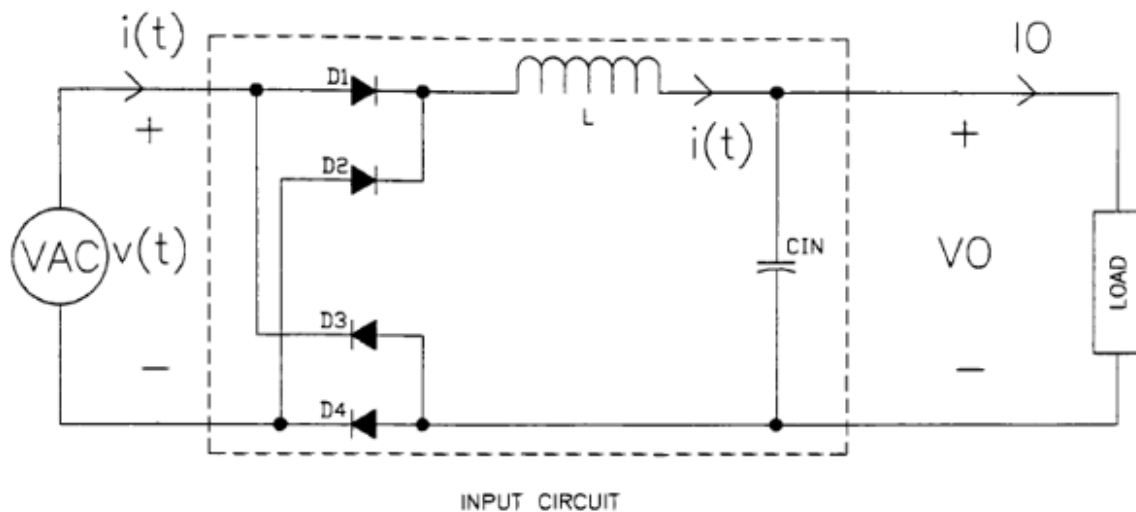 i(t)
IO
D1
+
L
i(t)
+
D2
VAC
v(t)
CIN
VO
LOAD
D3
−
−
D4
INPUT CIRCUIT